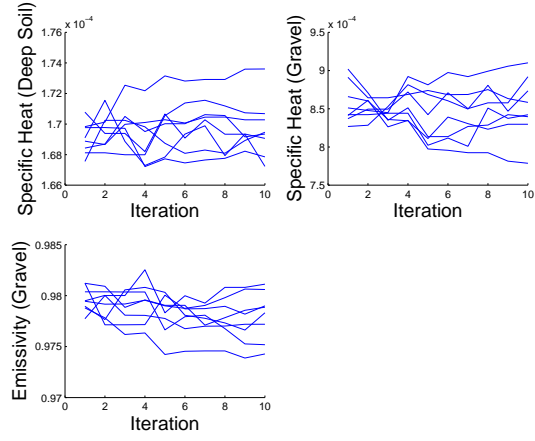 x 10⁻⁴
1.76
1.74
1.72
1.7
1.68
1.66
0 2 4 6 8 10
Iteration
Specific Heat (Deep Soil)
x 10⁻⁴
9.5
9
8.5
8
7.5
0 2 4 6 8 10
Iteration
Specific Heat (Gravel)
0.985
0.98
0.975
0.97
0 2 4 6 8 10
Iteration
Emissivity (Gravel)